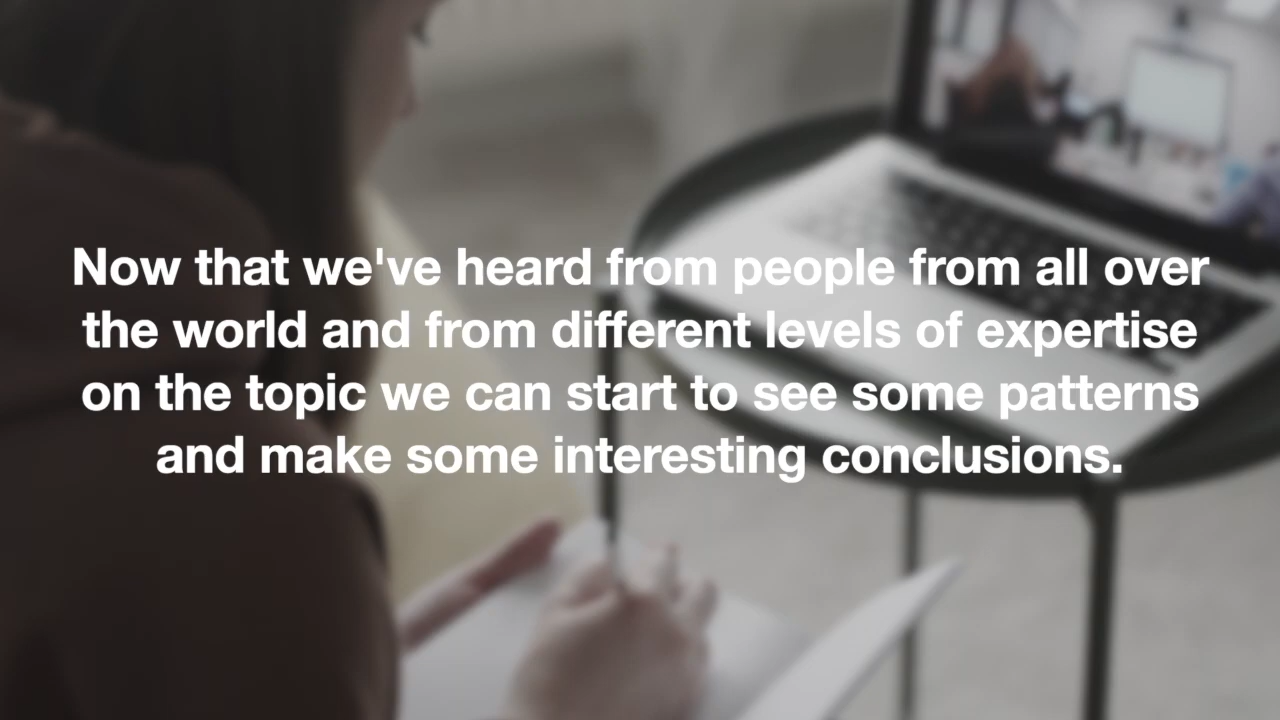 Now that we've heard from people from all over
the world and from different levels of expertise
on the topic we can start to see some patterns
and make some interesting conclusions.